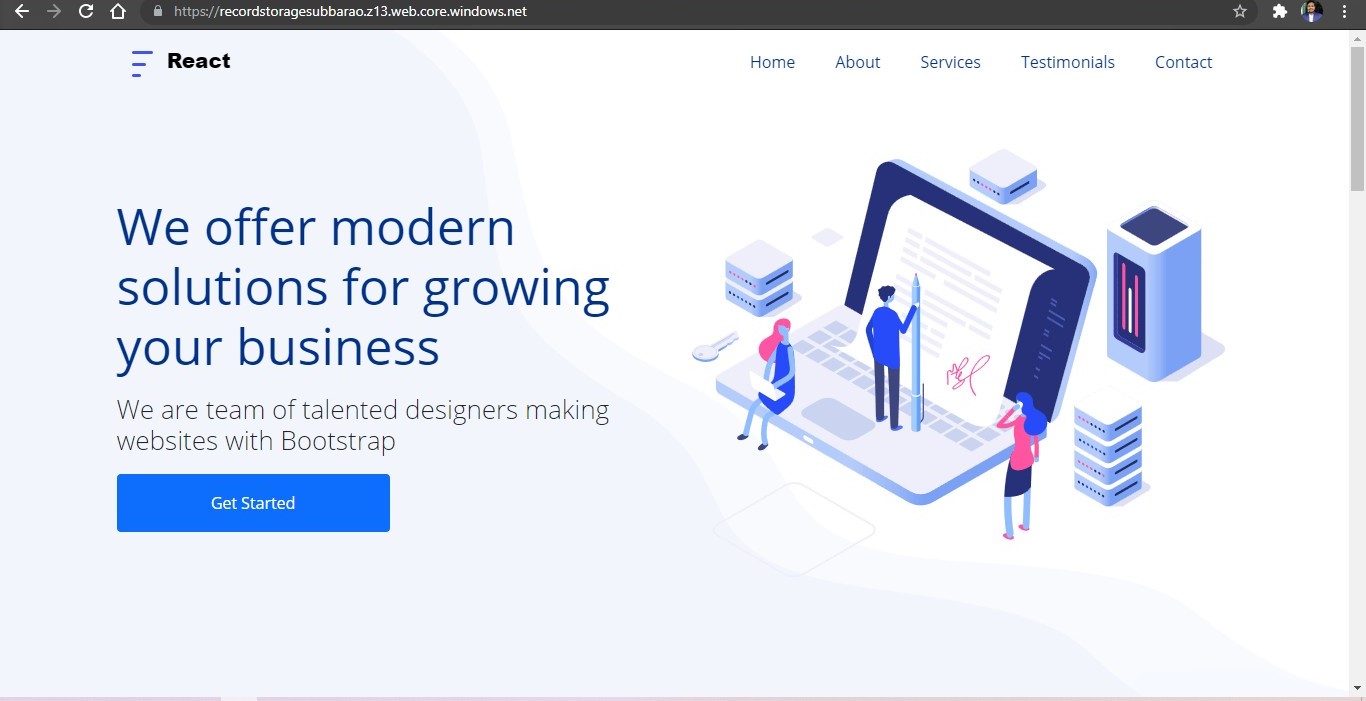 https://recordstoragesubbarao.z13.web.core.windows.net
React
Home About Services Testimonials Contact
We offer modern
solutions for growing
your business
We are team of talented designers making
websites with Bootstrap
Get Started